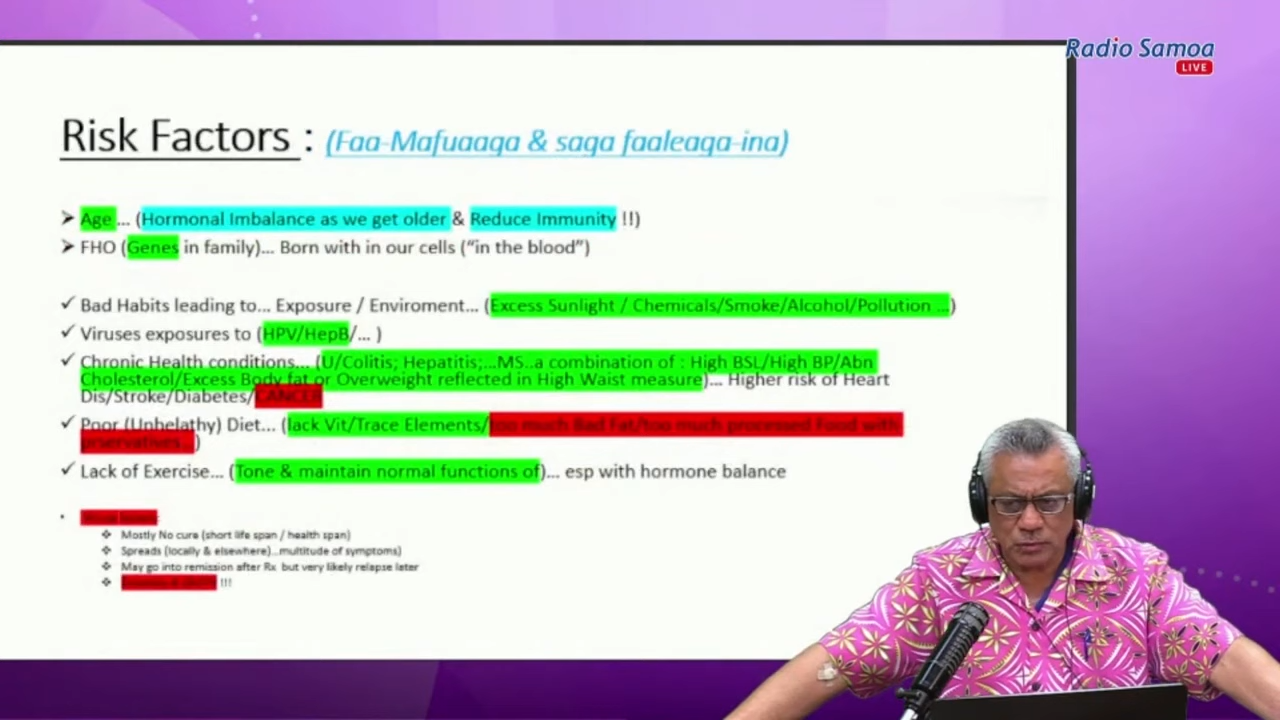 Radio Samoa
LIVE
Risk Factors : (Faa-Mafuaaga & saga faaleaga-ina)
➢ Age ... (Hormonal Imbalance as we get older & Reduce Immunity !!)
➢ FHO (Genes in family)... Born with in our cells (“in the blood”)
✓ Bad Habits leading to... Exposure / Enviroment... (Excess Sunlight / Chemicals/Smoke/Alcohol/Pollution ...)
✓ Viruses exposures to (HPV/HepB/... )
✓ Chronic Health conditions... (U/Colitis; Hepatitis;...MS..a combination of : High BSL/High BP/Abn
Cholesterol/Excess Body fat or Overweight reflected in High Waist measure)... Higher risk of Heart
Dis/Stroke/Diabetes/CANCER
✓ Poor (Unhelathy) Diet... (lack Vit/Trace Elements/too much Bad Fat/too much processed Food with
prservatives...)
✓ Lack of Exercise... (Tone & maintain normal functions of)... esp with hormone balance
❖ Mostly No cure (short life span / health span)
❖ Spreads (locally & elsewhere)...multitude of symptoms)
❖ May go into remission after Rx but very likely relapse later
❖ !!!